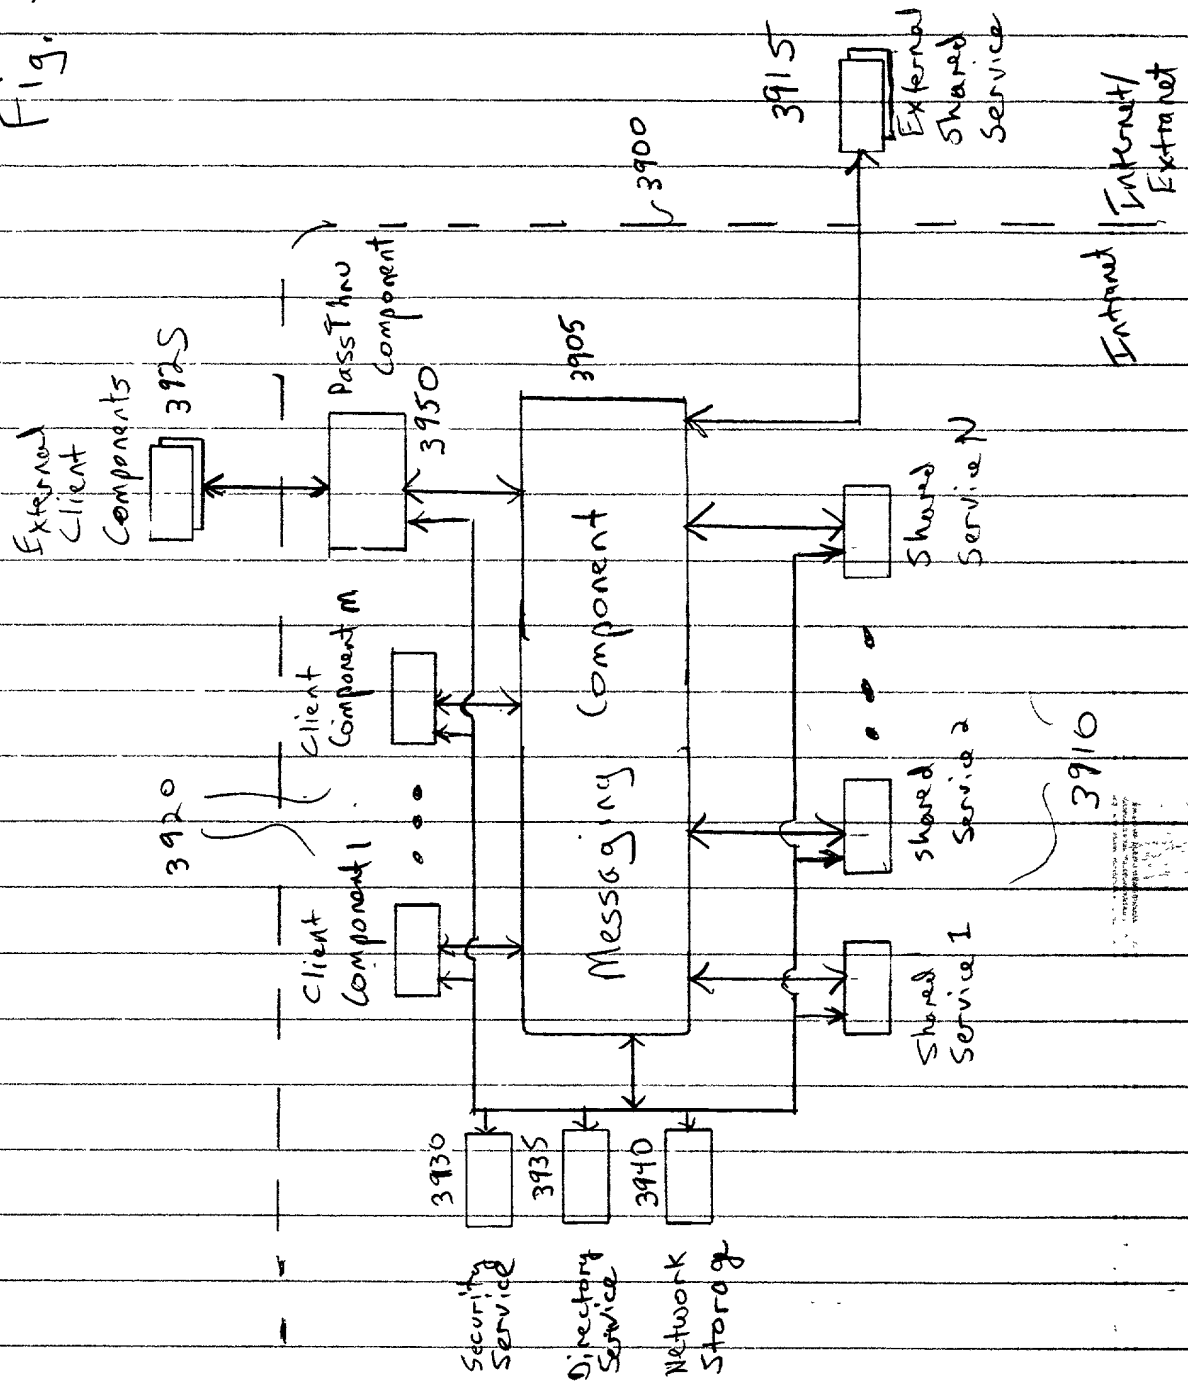 Fig.
External
Client
Components
3925
3920
Client
Component 1
Client
Component M
PassThru
Component
3950
3930
Security
Service
3935
Directory
Service
3940
Network
Storage
Messaging Component
3905
3900
3915
External
Shared
Service
Shared
Service 1
Shared
Service 2
Shared
Service N
3910
Intranet
Internet/
Extranet